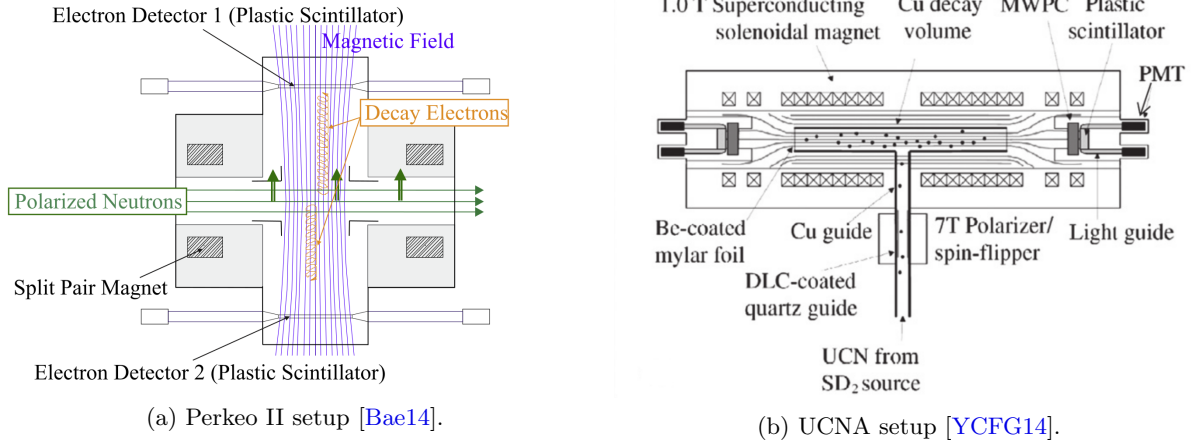 Electron Detector 1 (Plastic Scintillator)
Magnetic Field
Decay Electrons
Polarized Neutrons
Split Pair Magnet
Electron Detector 2 (Plastic Scintillator)
(a) Perkeo II setup [Bae14].
1.0 T Superconducting
solenoidal magnet
Cu decay
volume
MWPC
Plastic
scintillator
PMT
Be-coated
mylar foil
Cu guide
7T Polarizer/
spin-flipper
Light guide
DLC-coated
quartz guide
UCN from
SD₂ source
(b) UCNA setup [YCFG14].